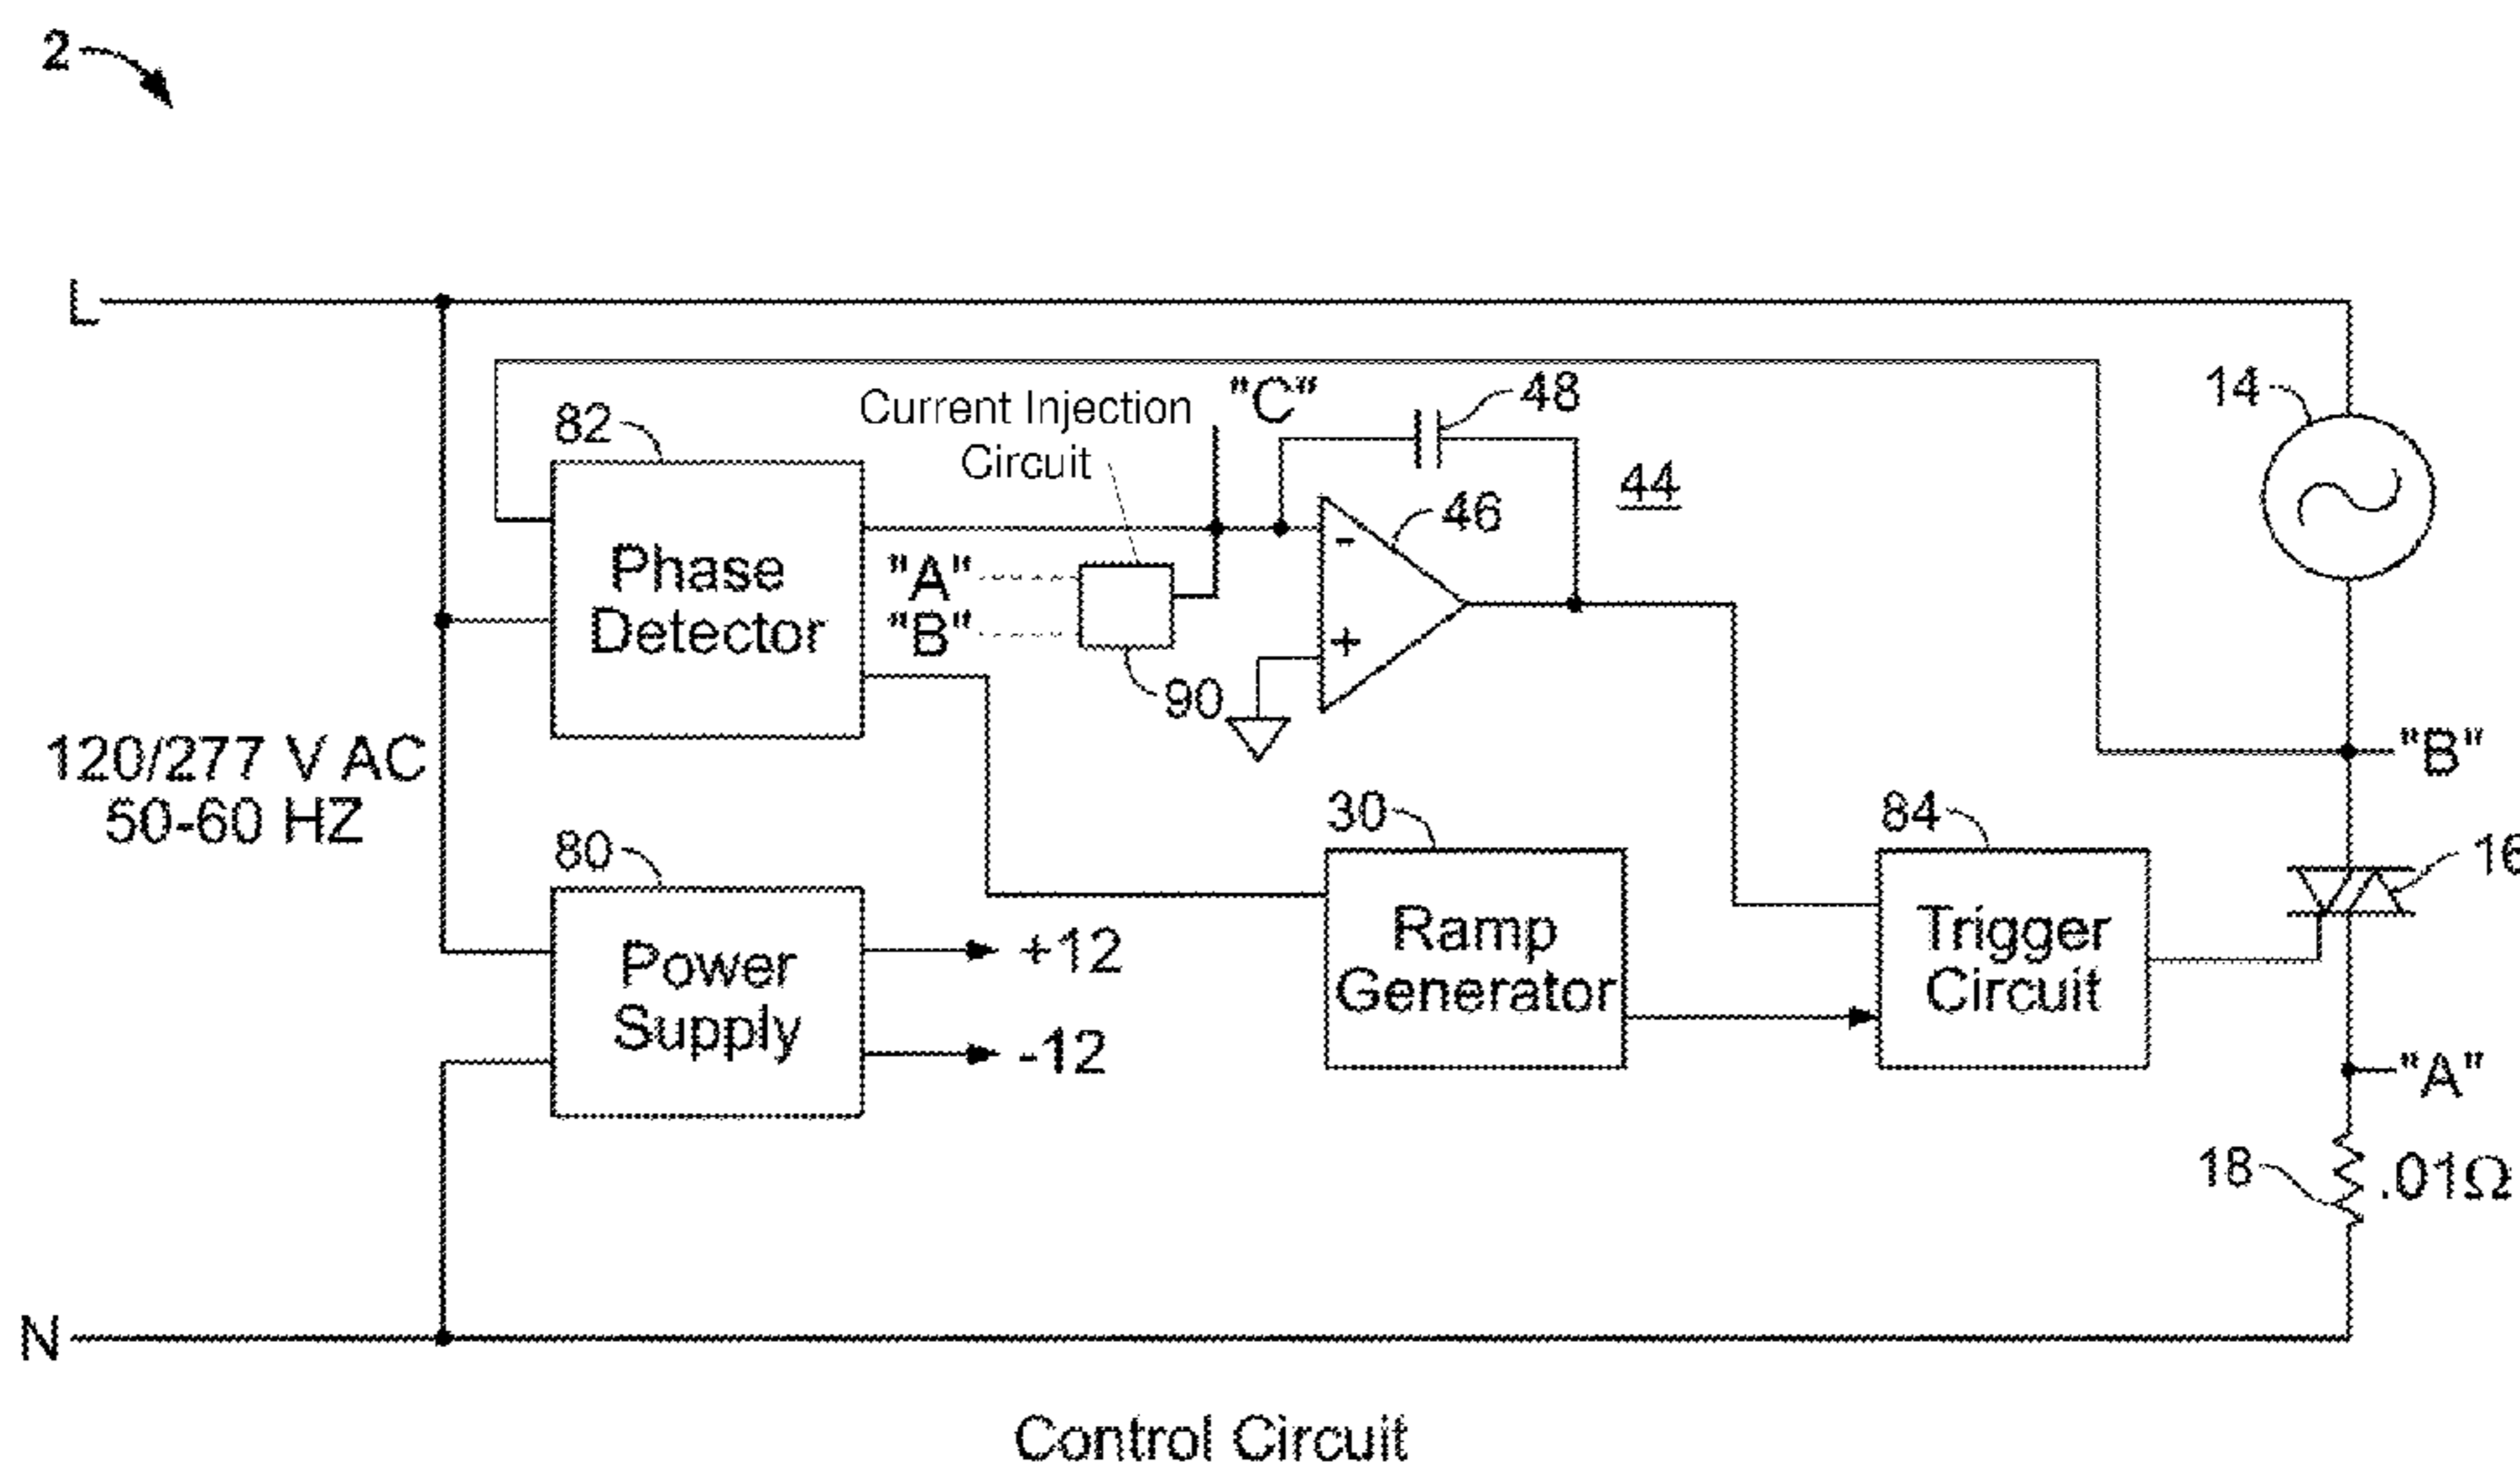 2
L
14
"C"
48
Current Injection
Circuit
82
44
46
-
Phase
Detector
"A"
"B"
+
90
120/277 V AC
50-60 HZ
"B"
30
84
16
80
Ramp
Generator
Trigger
Circuit
Power
Supply
+12
-12
"A"
18
.01Ω
N
Control Circuit